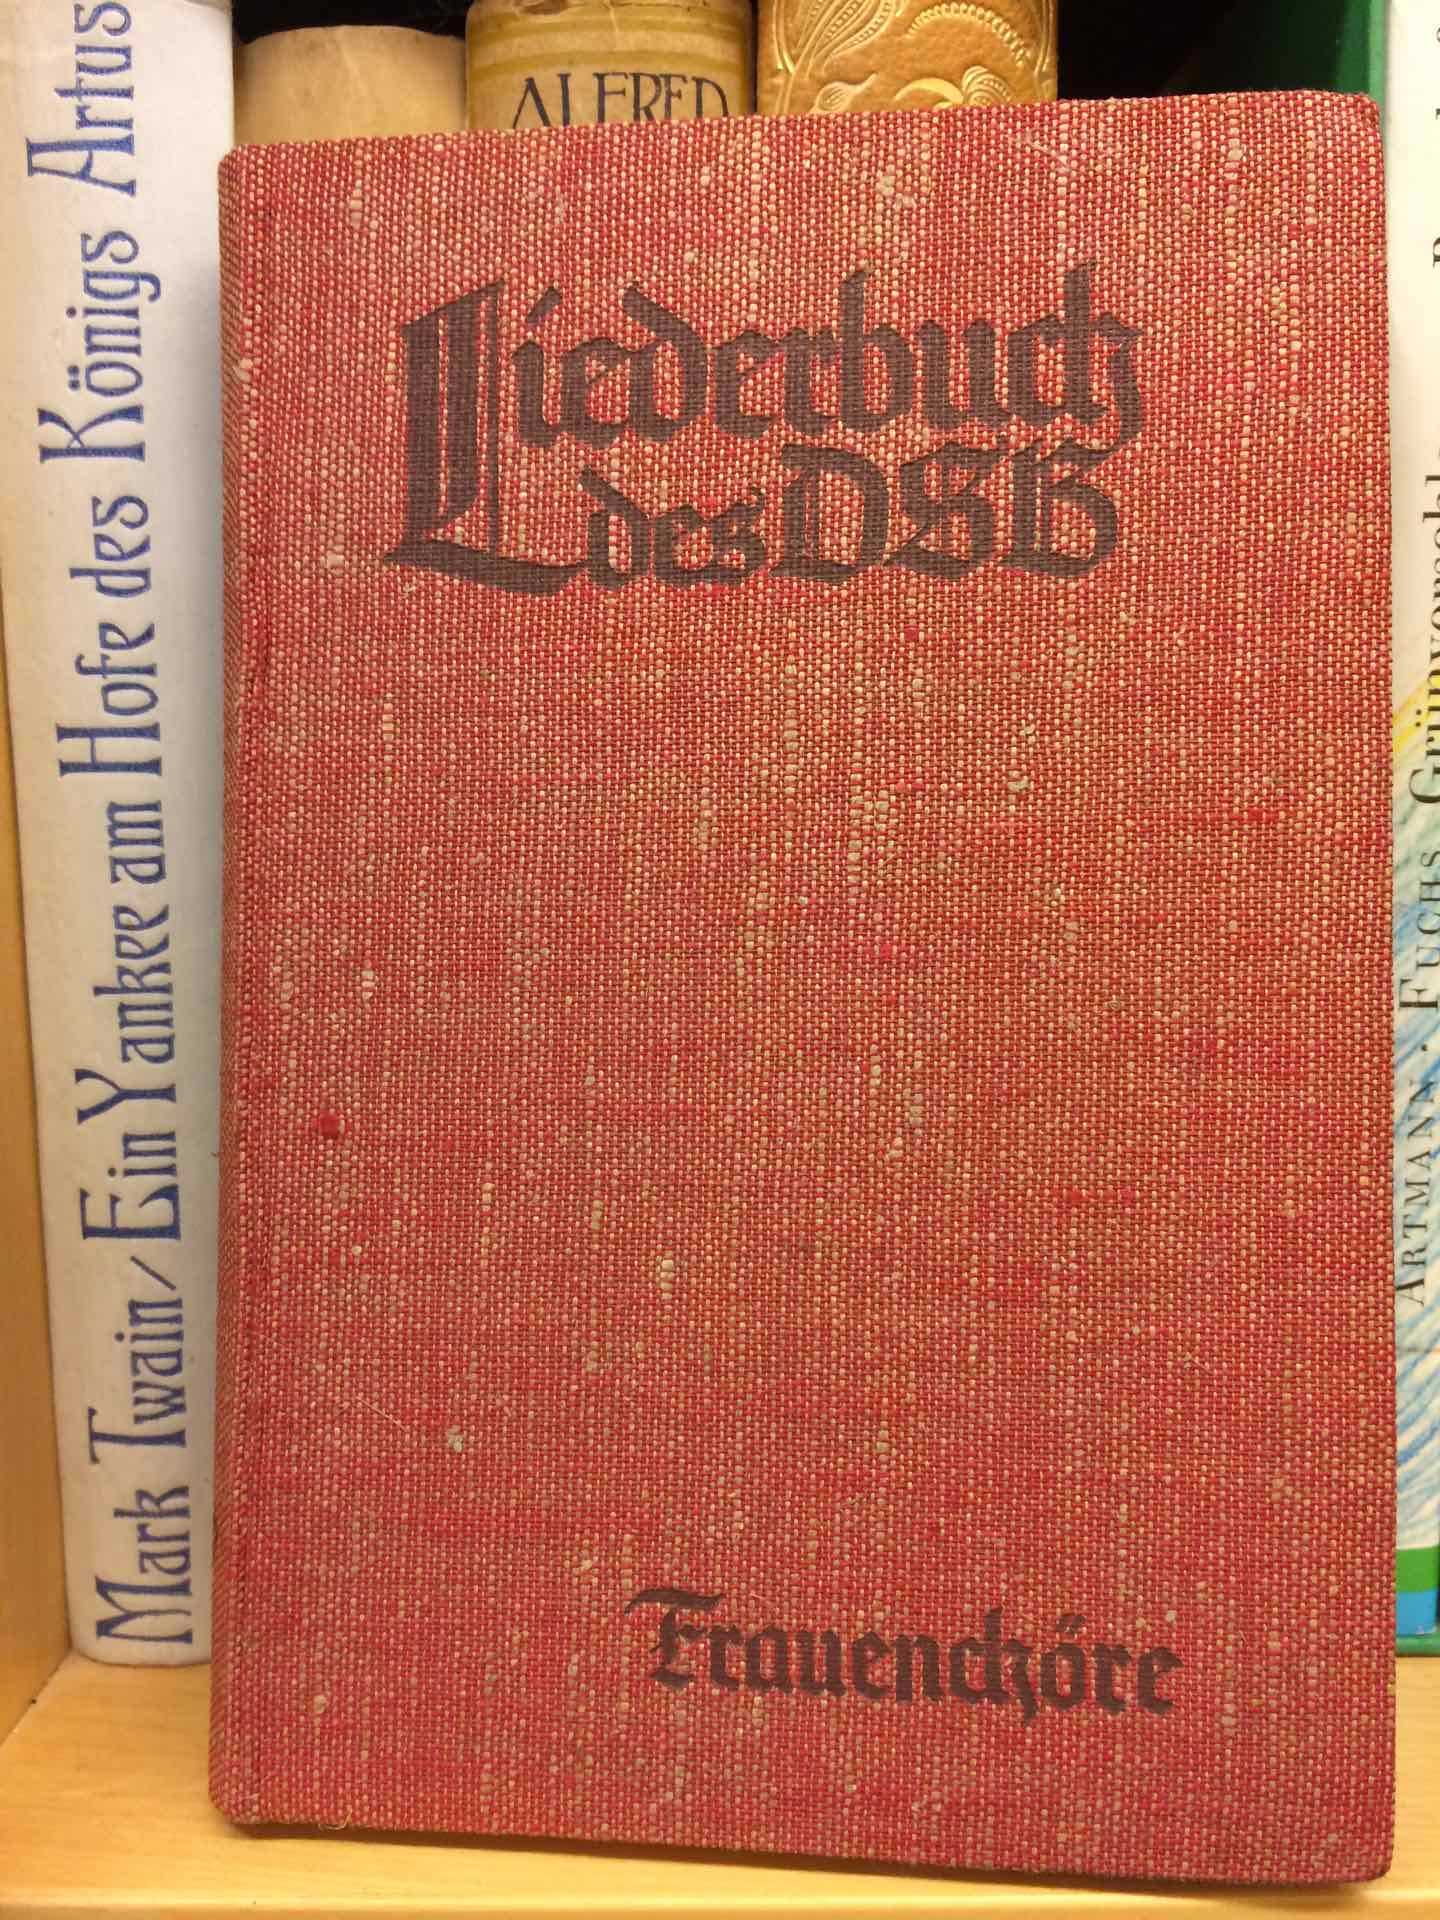 Mark Twain/Ein Yankee am Hofe des Königs Artus
ALFRED
Liederbuch
des DSB
Frauenchöre
ARTMANN · FUCHS